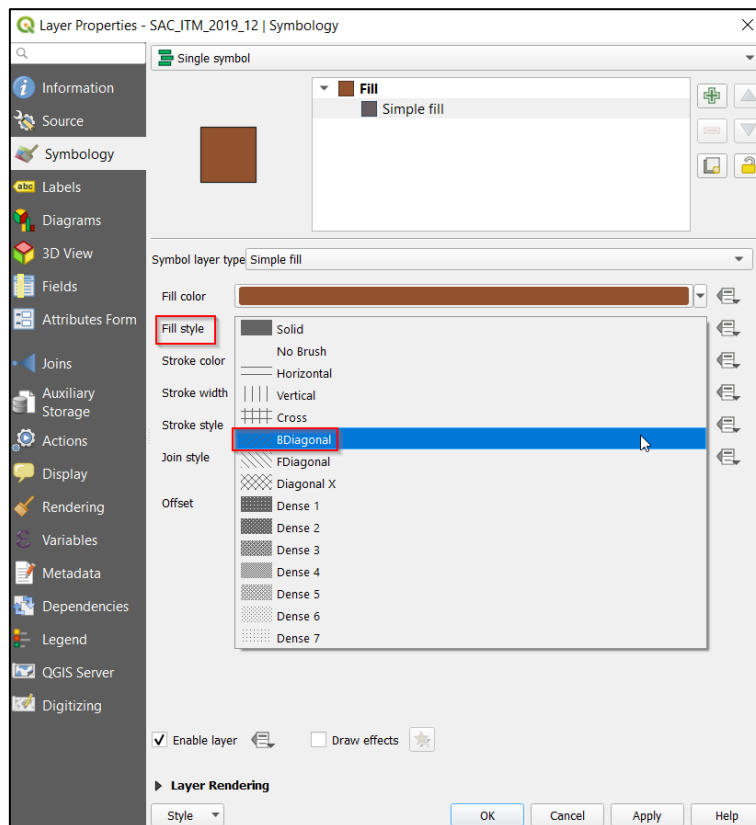 Layer Properties - SAC_ITM_2019_12 | Symbology
Information
Source
Symbology
abc Labels
Diagrams
3D View
Fields
Attributes Form
Joins
Auxiliary
Storage
Actions
Display
Rendering
Variables
Metadata
Dependencies
Legend
QGIS Server
Digitizing
Single symbol
Fill
Simple fill
Symbol layer type Simple fill
Fill color
Fill style
Stroke color
Stroke width
Stroke style
Join style
Offset
Solid
No Brush
Horizontal
Vertical
Cross
BDiagonal
FDiagonal
Diagonal X
Dense 1
Dense 2
Dense 3
Dense 4
Dense 5
Dense 6
Dense 7
Enable layer
Draw effects
Layer Rendering
Style
OK
Cancel
Apply
Help